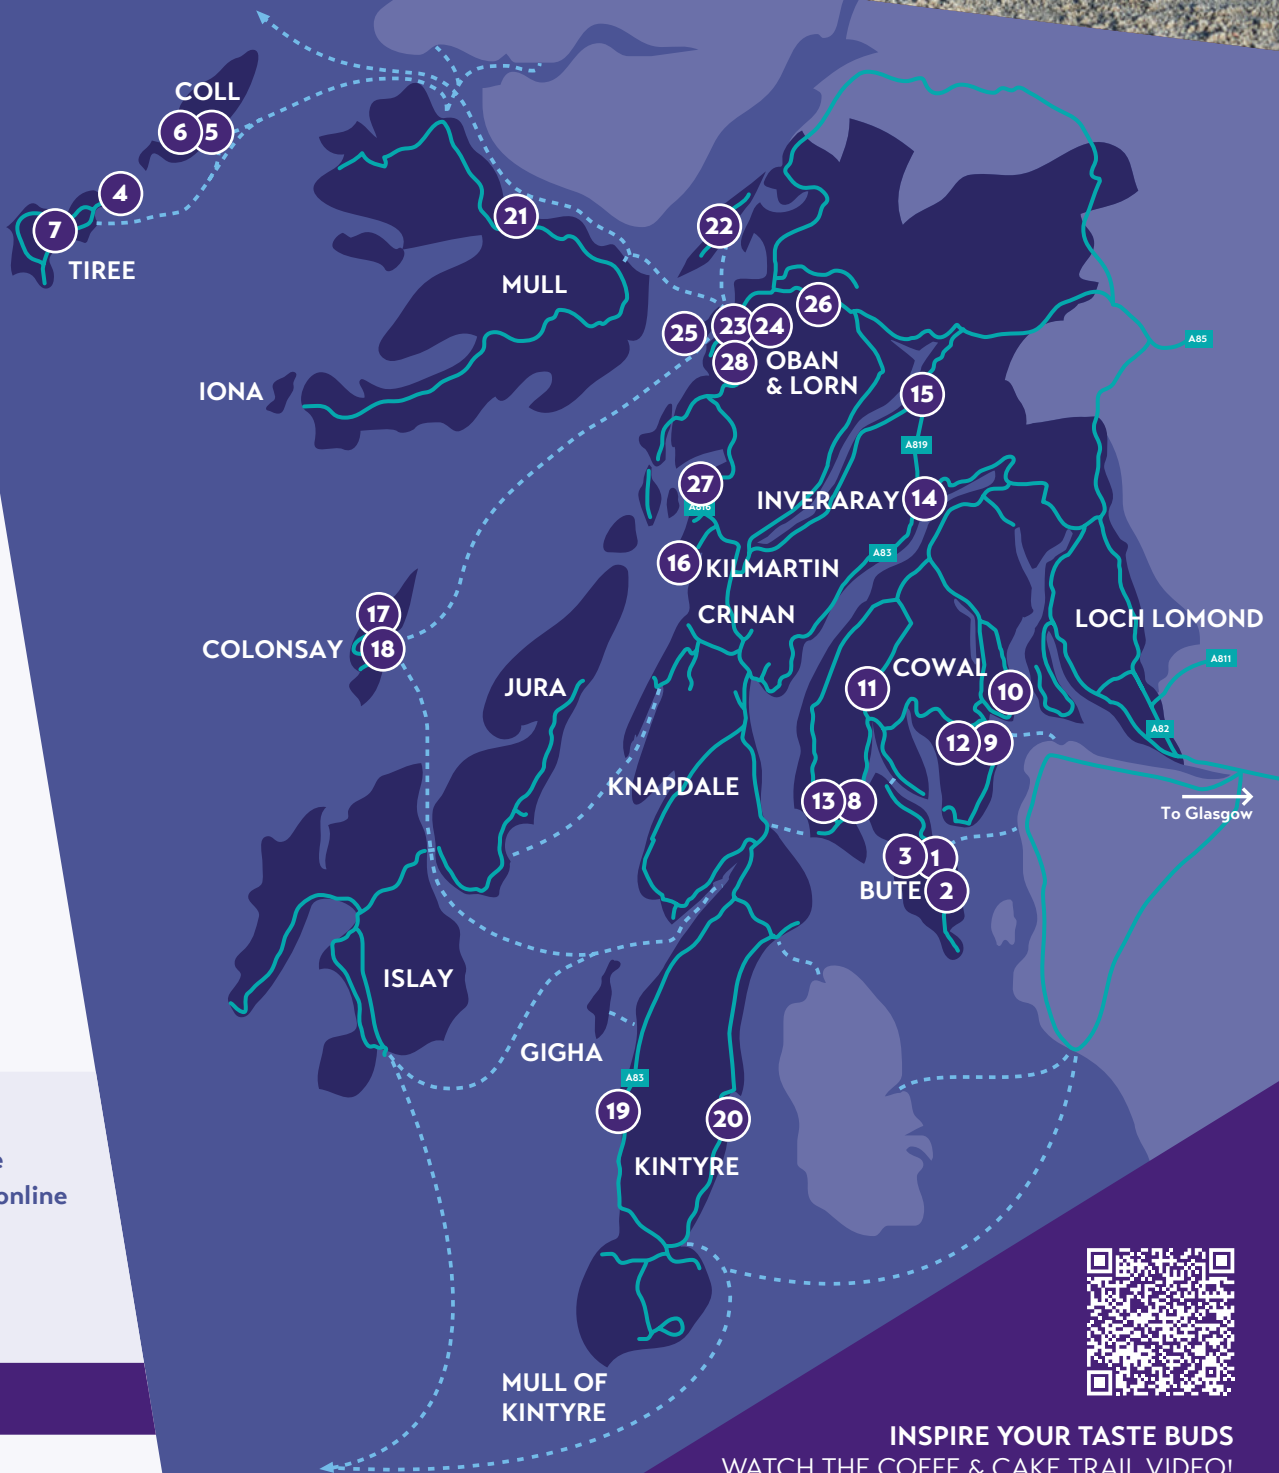 COLL
6
5
4
7
TIREE
21
MULL
22
25
23
24
26
28
OBAN
& LORN
A85
IONA
15
A819
27
A816
INVERARAY
14
16
KILMARTIN
A83
CRINAN
17
COLONSAY
18
LOCH LOMOND
A811
JURA
COWAL
11
10
12
9
A82
KNAPDALE
13
8
To Glasgow
3
1
BUTE
2
ISLAY
GIGHA
A83
19
20
KINTYRE
e
online
MULL OF
KINTYRE
INSPIRE YOUR TASTE BUDS
WATCH THE COFFEE & CAKE TRAIL VIDEO!